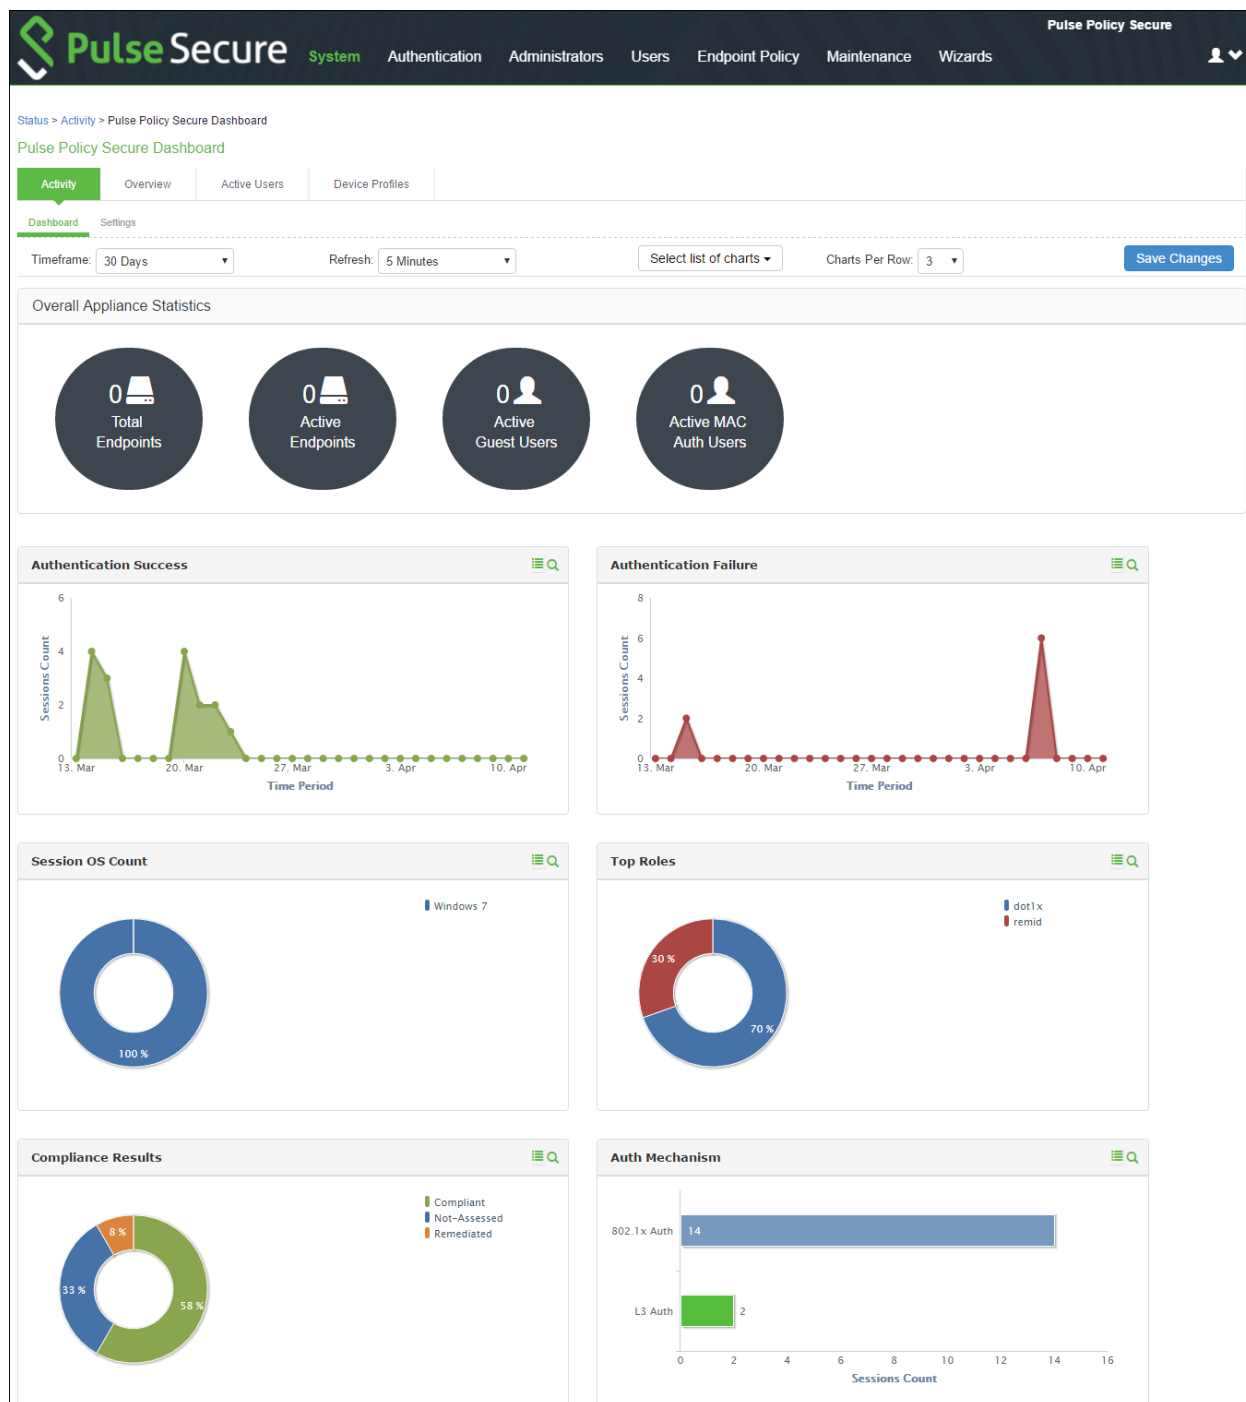 Pulse Policy Secure
Pulse Secure
System Authentication Administrators Users Endpoint Policy Maintenance Wizards
Status > Activity > Pulse Policy Secure Dashboard
Pulse Policy Secure Dashboard
Activity Overview Active Users Device Profiles
Dashboard Settings
Timeframe: 30 Days Refresh: 5 Minutes Select list of charts Charts Per Row: 3 Save Changes
Overall Appliance Statistics
0 Total Endpoints
0 Active Endpoints
0 Active Guest Users
0 Active MAC Auth Users
Authentication Success
6
4
2
0
Sessions Count
13. Mar 20. Mar 27. Mar 3. Apr 10. Apr
Time Period
Authentication Failure
8
6
4
2
0
Sessions Count
13. Mar 20. Mar 27. Mar 3. Apr 10. Apr
Time Period
Session OS Count
Windows 7
100 %
Top Roles
dot1x
remid
30 %
70 %
Compliance Results
Compliant
Not-Assessed
Remediated
8 %
33 %
58 %
Auth Mechanism
802.1x Auth 14
L3 Auth 2
0 2 4 6 8 10 12 14 16
Sessions Count